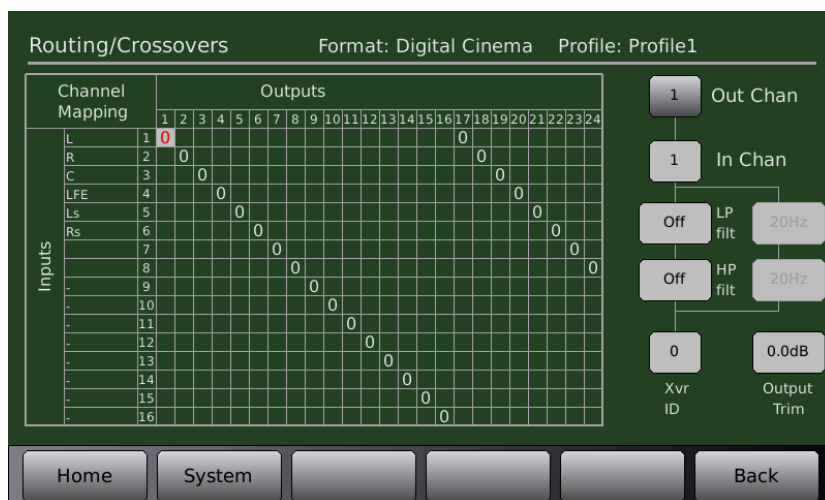 Routing/Crossovers Format: Digital Cinema Profile: Profile1
Channel Mapping Outputs
1 2 3 4 5 6 7 8 9 10 11 12 13 14 15 16 17 18 19 20 21 22 23 24
Inputs
L 1 0 0
R 2 0 0
C 3 0 0
LFE 4 0 0
Ls 5 0 0
Rs 6 0 0
7 0 0
8 0 0
- 9 0
- 10 0
- 11 0
- 12 0
- 13 0
- 14 0
- 15 0
- 16 0
1 Out Chan
1 In Chan
Off LP filt 20Hz
Off HP filt 20Hz
0 0.0dB
Xvr ID Output Trim
Home System Back